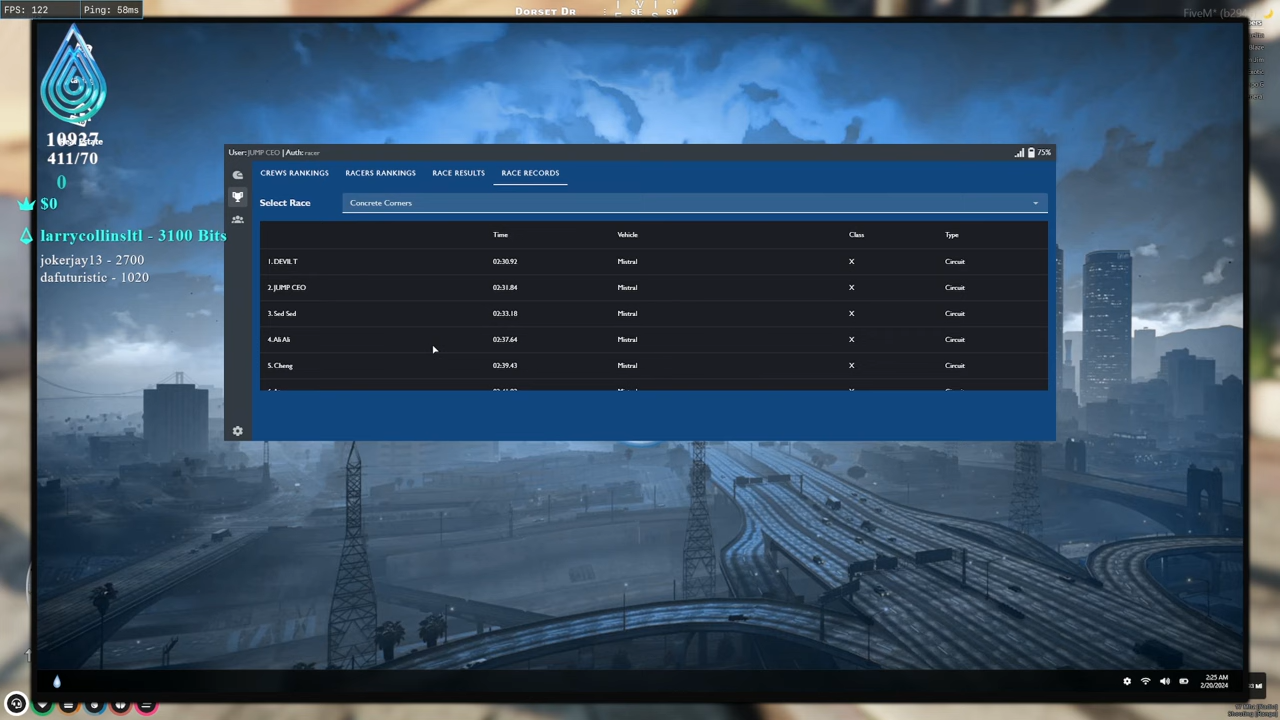 FPS: 122 Ping: 58ms
DORSET DR
SE SW
FiveM*
10927
411/70
0
$0
larrycollinsltl - 3100 Bits
jokerjay13 - 2700
dafuturistic - 1020
User: JUMP CEO | Auth: racer
75%
CREWS RANKINGS RACERS RANKINGS RACE RESULTS RACE RECORDS
Select Race Concrete Corners
Time Vehicle Class Type
1. DEVIL T 02:30.92 Mistral X Circuit
2. JUMP CEO 02:31.84 Mistral X Circuit
3. Sed Sed 02:33.18 Mistral X Circuit
4. Ali Ali 02:37.64 Mistral X Circuit
5. Cheng 02:39.43 Mistral X Circuit
2:25 AM
2/20/2024